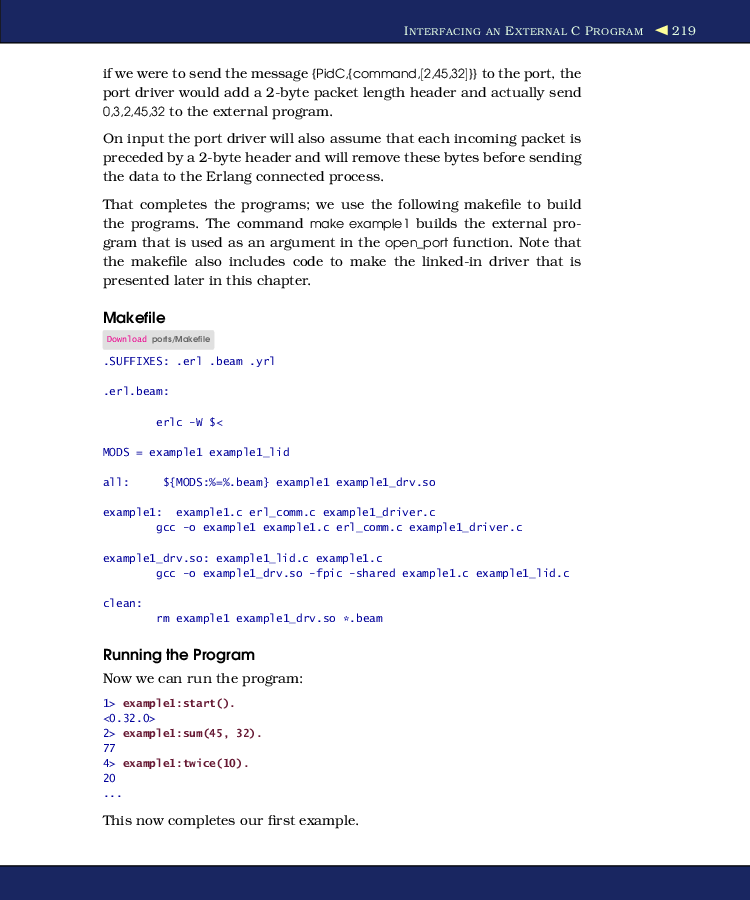 INTERFACING AN EXTERNAL C PROGRAM ◀ 219
if we were to send the message {PidC,{command,[2,45,32]}} to the port, the
port driver would add a 2-byte packet length header and actually send
0,3,2,45,32 to the external program.
On input the port driver will also assume that each incoming packet is
preceded by a 2-byte header and will remove these bytes before sending
the data to the Erlang connected process.
That completes the programs; we use the following makefile to build
the programs. The command make example1 builds the external pro-
gram that is used as an argument in the open_port function. Note that
the makefile also includes code to make the linked-in driver that is
presented later in this chapter.
Makefile
Download ports/Makefile
.SUFFIXES: .erl .beam .yrl
.erl.beam:
erlc -W $<
MODS = example1 example1_lid
all: ${MODS:%=%.beam} example1 example1_drv.so
example1: example1.c erl_comm.c example1_driver.c
gcc -o example1 example1.c erl_comm.c example1_driver.c
example1_drv.so: example1_lid.c example1.c
gcc -o example1_drv.so -fpic -shared example1.c example1_lid.c
clean:
rm example1 example1_drv.so *.beam
Running the Program
Now we can run the program:
1> example1:start().
<0.32.0>
2> example1:sum(45, 32).
77
4> example1:twice(10).
20
...
This now completes our first example.